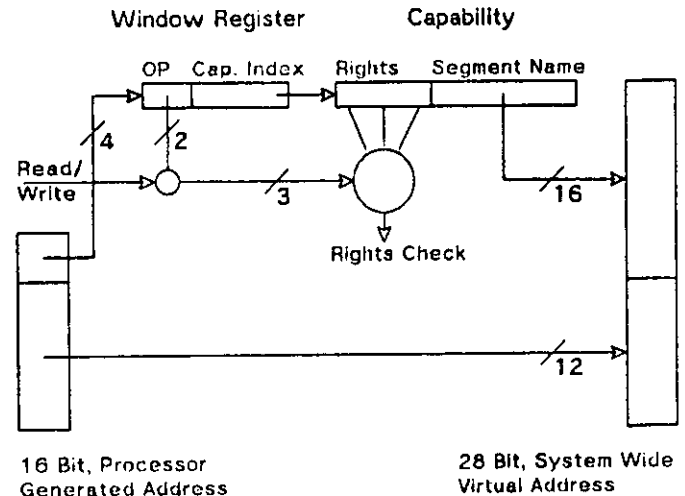 Window Register
Capability
OP
Cap. Index
Rights
Segment Name
4
2
Read/
Write
3
16
Rights Check
12
16 Bit, Processor
Generated Address
28 Bit, System Wide
Virtual Address